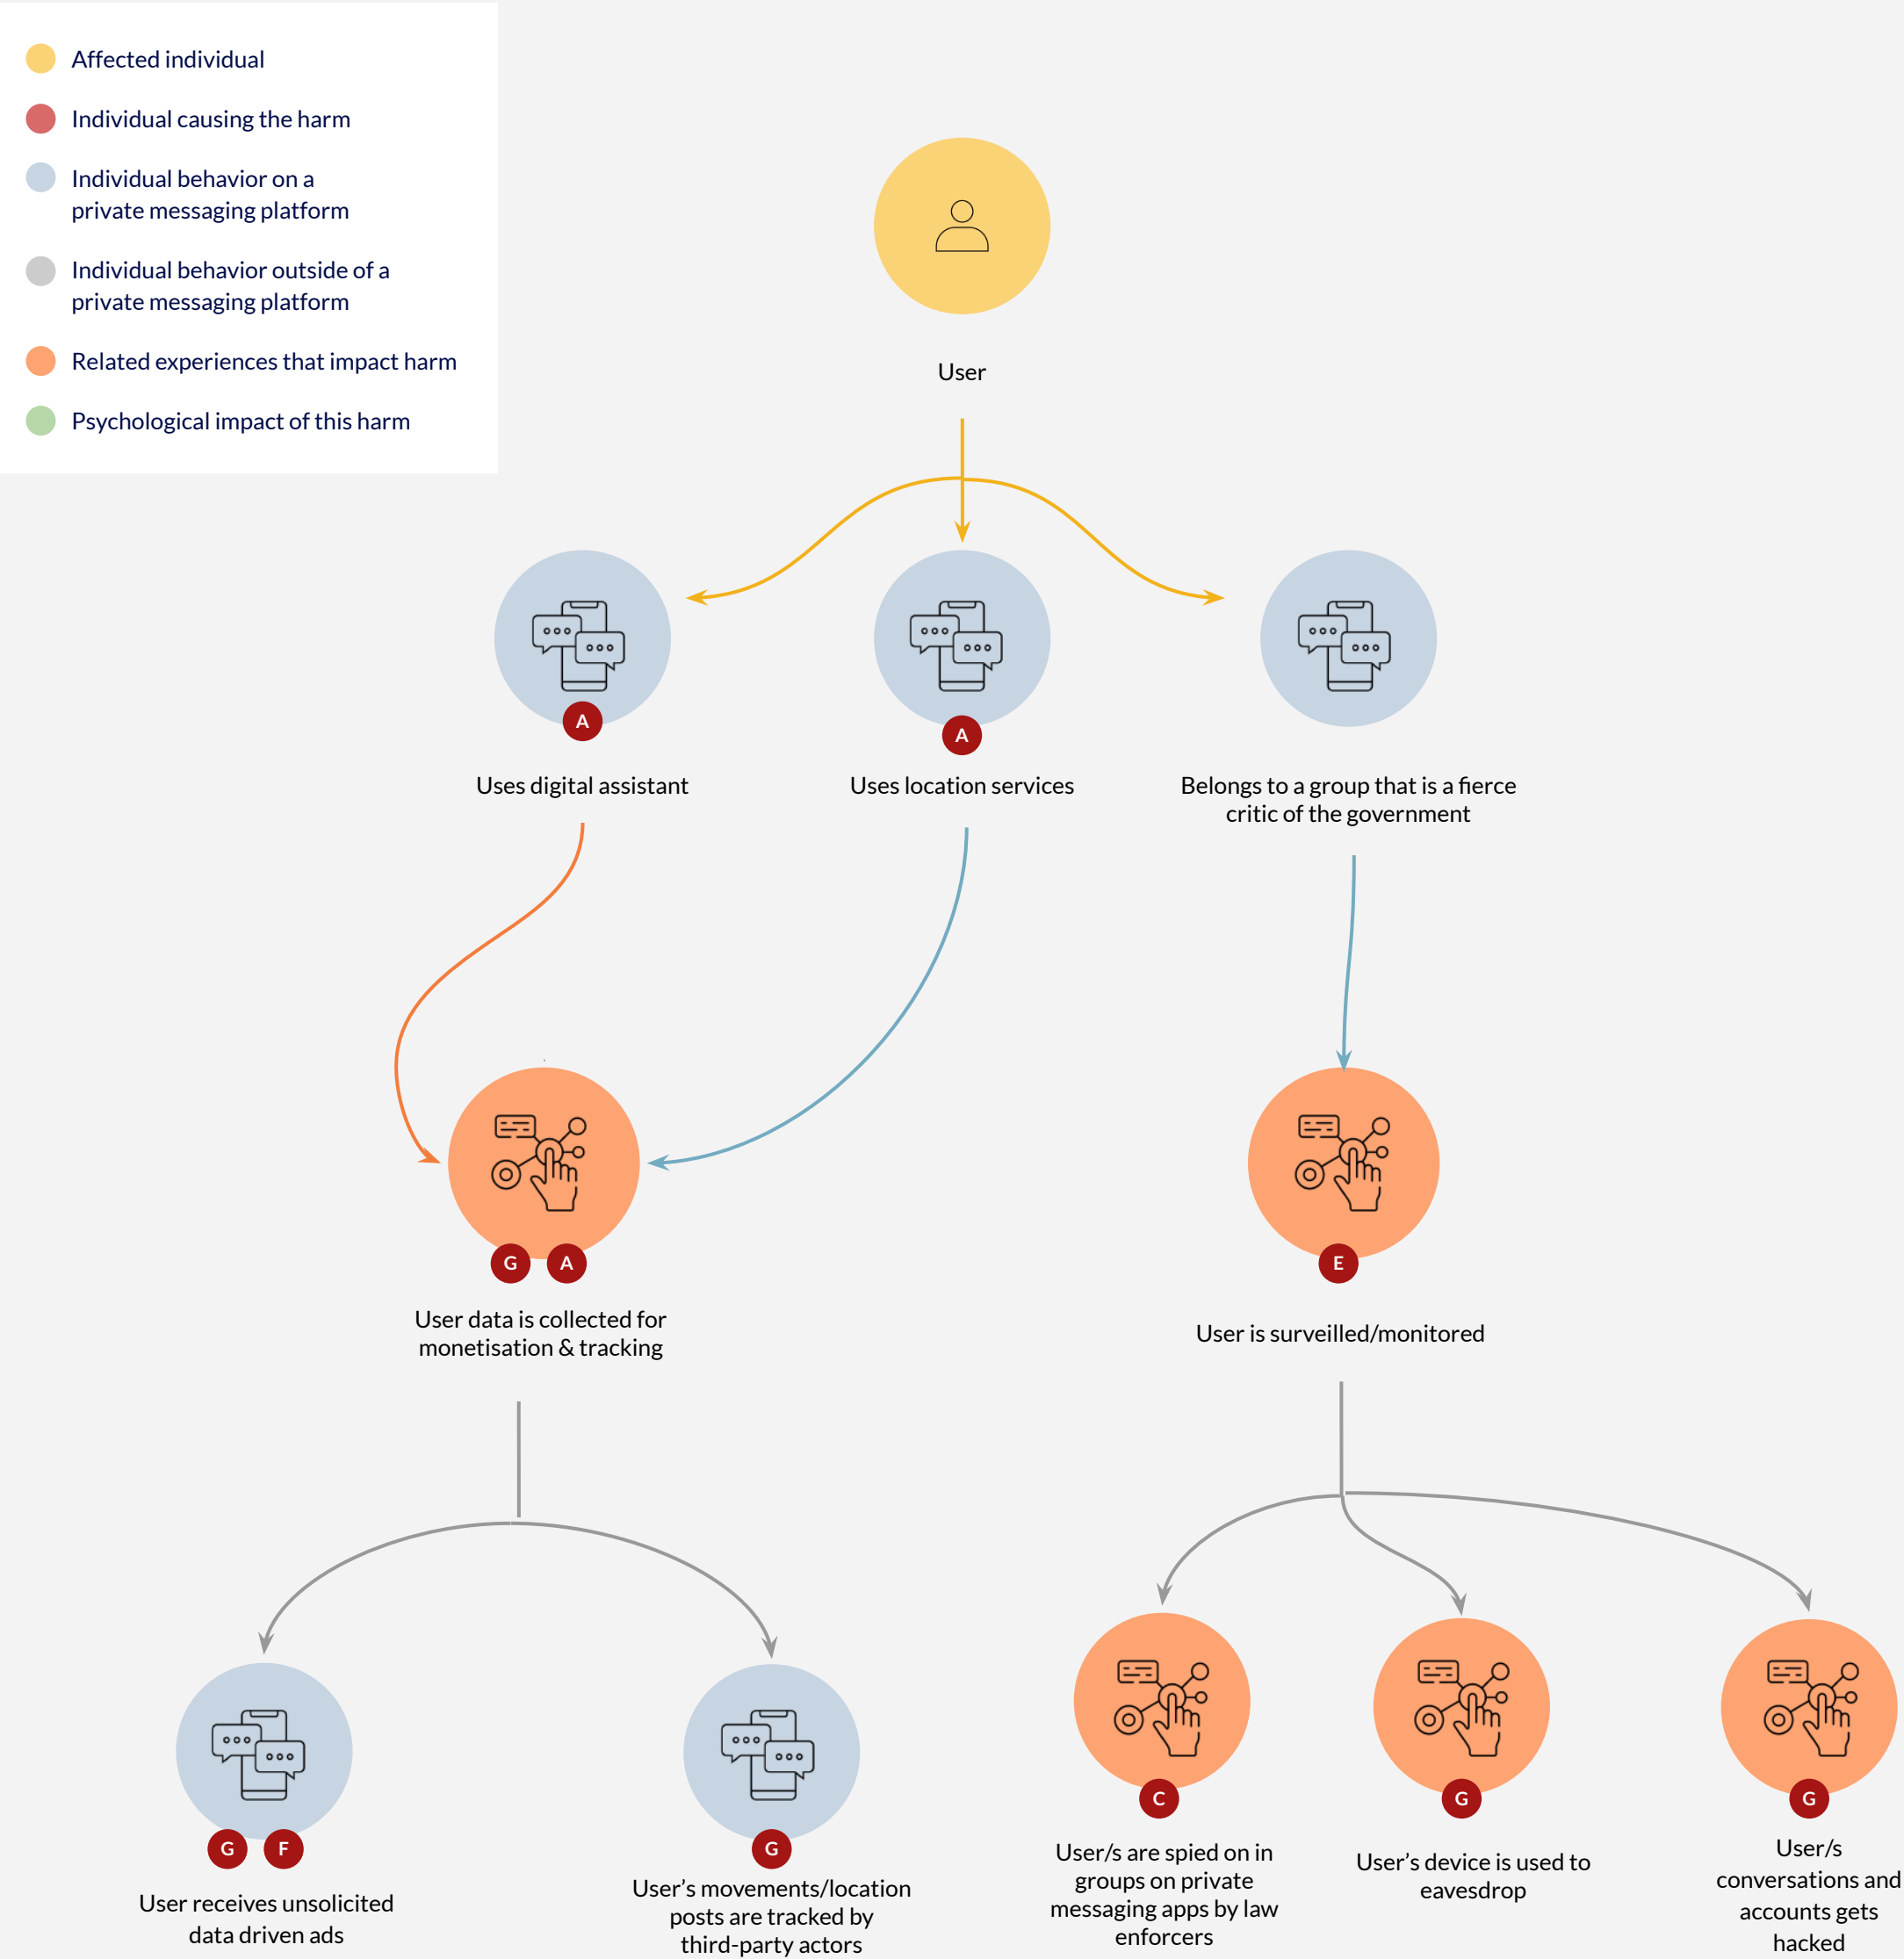 Affected individual
Individual causing the harm
Individual behavior on a
private messaging platform
Individual behavior outside of a
private messaging platform
Related experiences that impact harm
Psychological impact of this harm
User
A
Uses digital assistant
A
Uses location services
Belongs to a group that is a fierce
critic of the government
G A
User data is collected for
monetisation & tracking
E
User is surveilled/monitored
G F
User receives unsolicited
data driven ads
G
User’s movements/location
posts are tracked by
third-party actors
C
User/s are spied on in
groups on private
messaging apps by law
enforcers
G
User’s device is used to
eavesdrop
G
User/s
conversations and
accounts gets
hacked